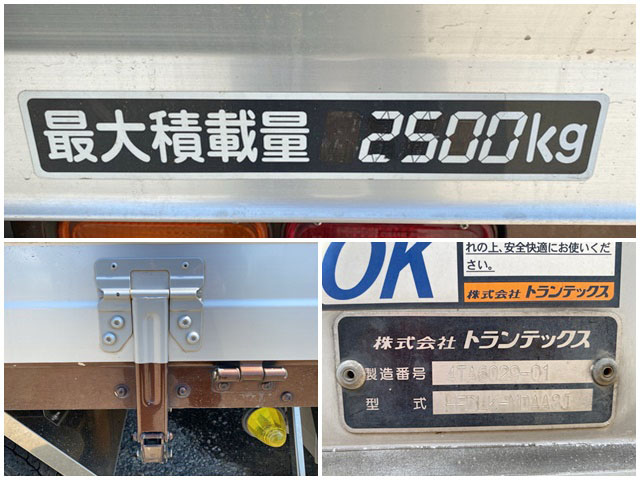 最大積載量 2500kg
OK
れの上、安全快適にお使いくだ
さい。
株式会社 トランテックス
株式会社 トランテックス
製造番号
型式